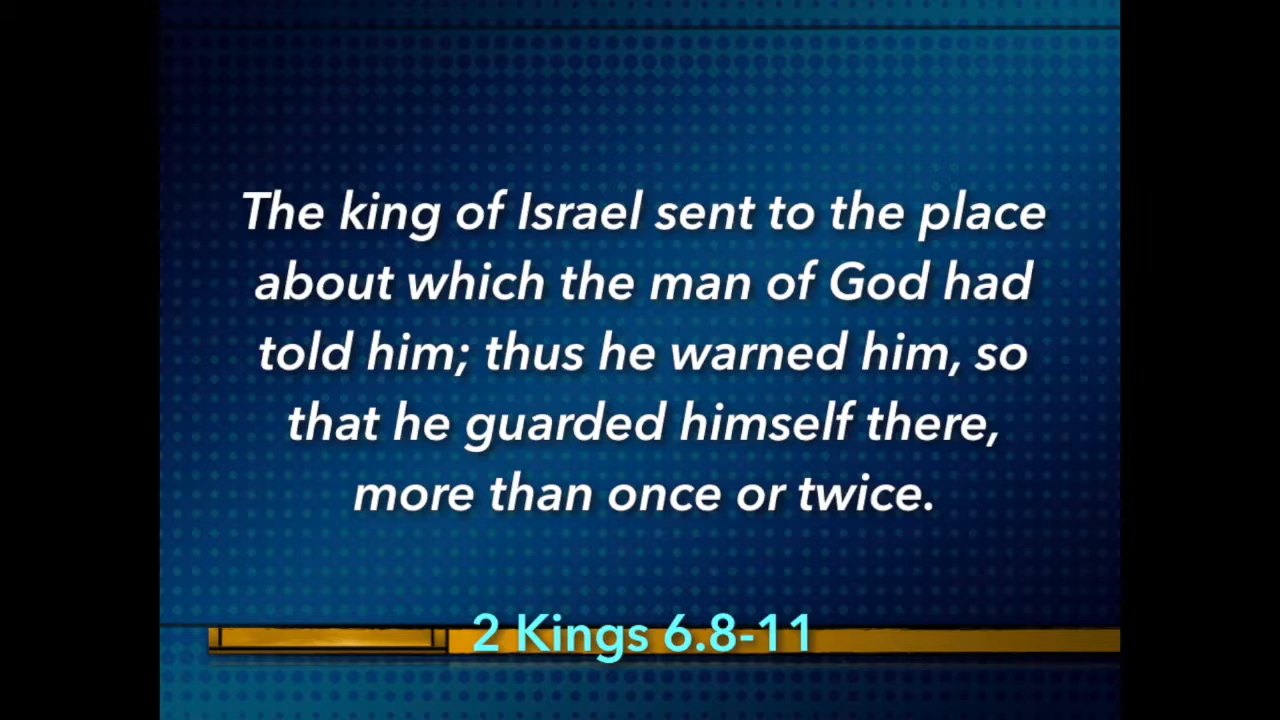 The king of Israel sent to the place
about which the man of God had
told him; thus he warned him, so
that he guarded himself there,
more than once or twice.
2 Kings 6.8-11